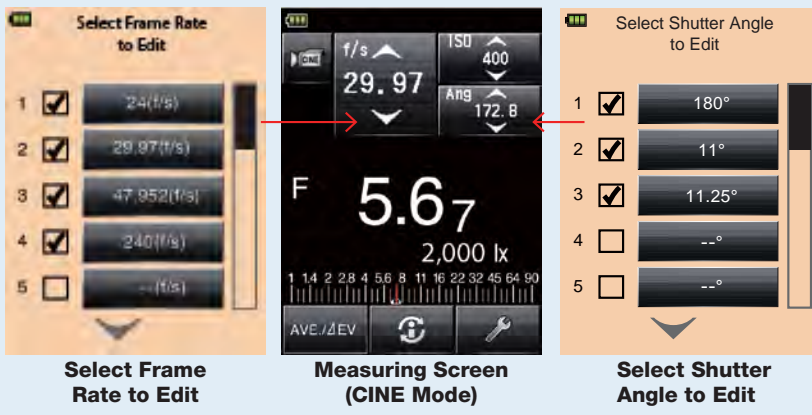 Select Frame Rate
to Edit
1 24(f/s)
2 29.97(f/s)
3 47.952(f/s)
4 240(f/s)
5 --(f/s)
Select Frame
Rate to Edit
CINE
f/s
29.97
ISO
400
Ang
172.8
F 5.67
2,000 lx
1 1.4 2 2.8 4 5.6 8 11 16 22 32 45 64 90
AVE./⊿EV
Measuring Screen
(CINE Mode)
Select Shutter Angle
to Edit
1 180°
2 11°
3 11.25°
4 --°
5 --°
Select Shutter
Angle to Edit